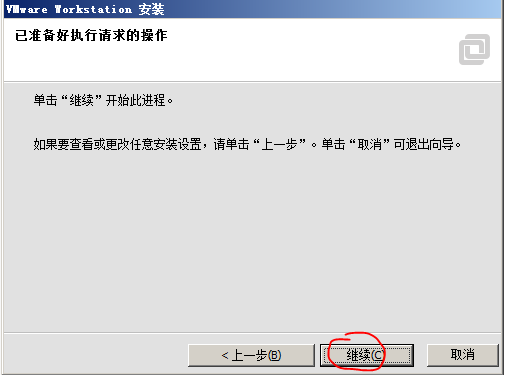 VMware Workstation 安装
已准备好执行请求的操作
单击“继续”开始此进程。
如果要查看或更改任意安装设置，请单击“上一步”。单击“取消”可退出向导。
< 上一步(B) 继续(C) 取消